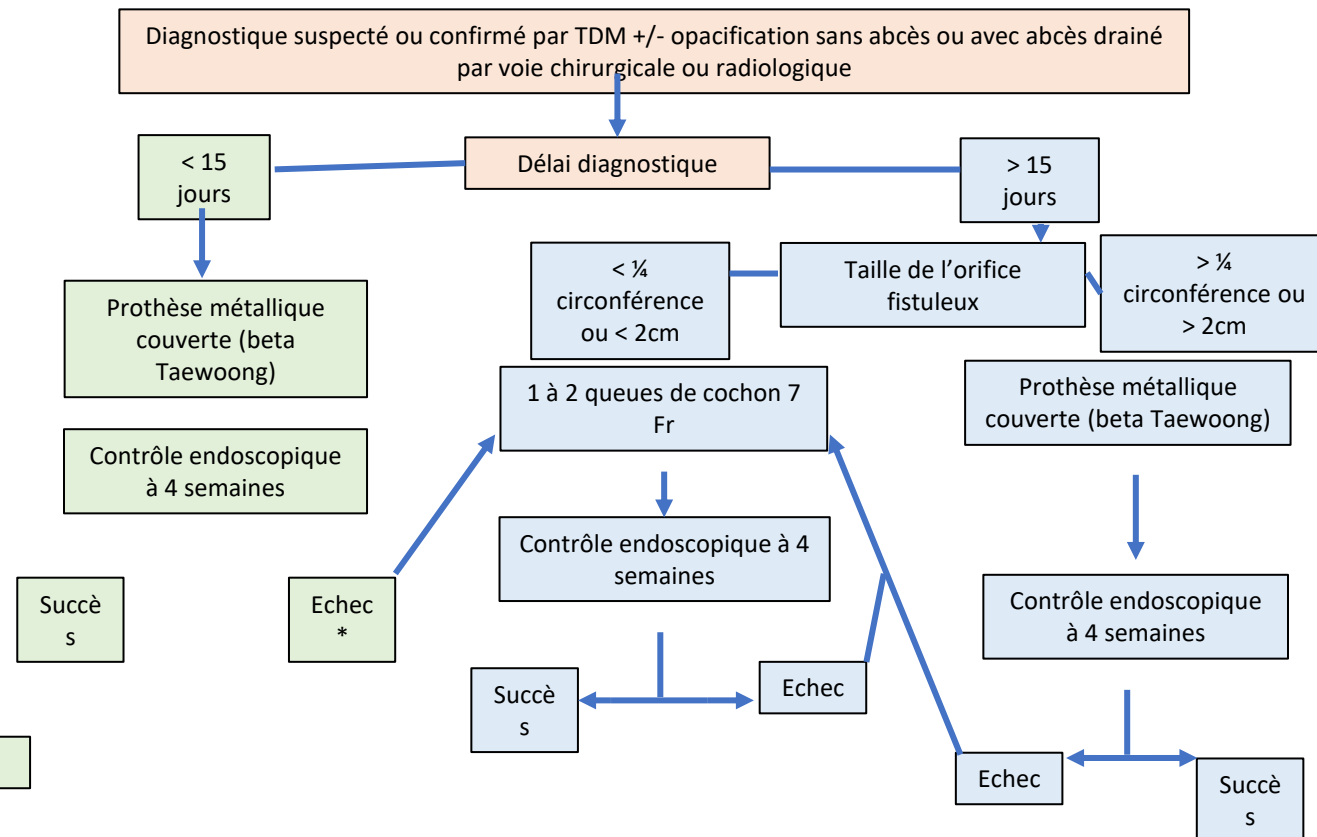 Diagnostique suspecté ou confirmé par TDM +/- opacification sans abcès ou avec abcès drainé
par voie chirurgicale ou radiologique
< 15
jours
Délai diagnostique
> 15
jours
< ¼
circonférence
ou < 2cm
Taille de l'orifice
fistuleux
> ¼
circonférence ou
> 2cm
Prothèse métallique
couverte (beta
Taewoong)
1 à 2 queues de cochon 7
Fr
Prothèse métallique
couverte (beta Taewoong)
Contrôle endoscopique
à 4 semaines
Contrôle endoscopique à 4
semaines
Contrôle endoscopique
à 4 semaines
Succè
s
Echec
*
Succè
s
Echec
Echec
Succè
s